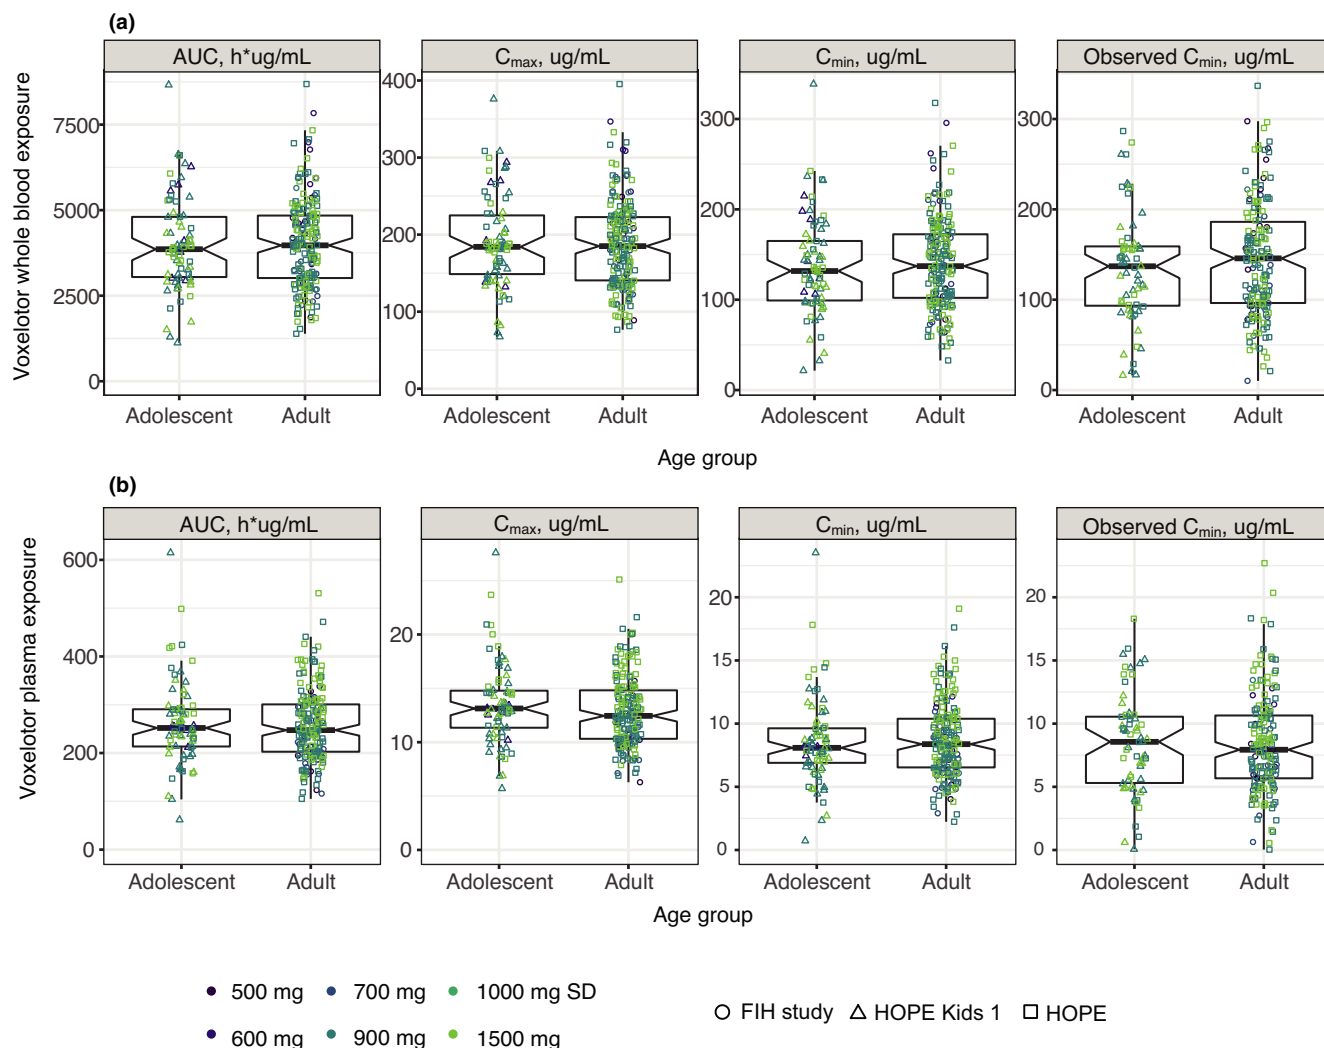 (a)
AUC, h*ug/mL
Cmax, ug/mL
Cmin, ug/mL
Observed Cmin, ug/mL
Voxelotor whole blood exposure
7500
5000
2500
0
400
300
200
100
0
300
200
100
0
300
200
100
0
Adolescent Adult
Adolescent Adult
Adolescent Adult
Adolescent Adult
Age group
(b)
AUC, h*ug/mL
Cmax, ug/mL
Cmin, ug/mL
Observed Cmin, ug/mL
Voxelotor plasma exposure
600
400
200
0
20
10
0
20
15
10
5
0
20
15
10
5
0
Adolescent Adult
Adolescent Adult
Adolescent Adult
Adolescent Adult
Age group
500 mg 700 mg 1000 mg SD
600 mg 900 mg 1500 mg
FIH study HOPE Kids 1 HOPE